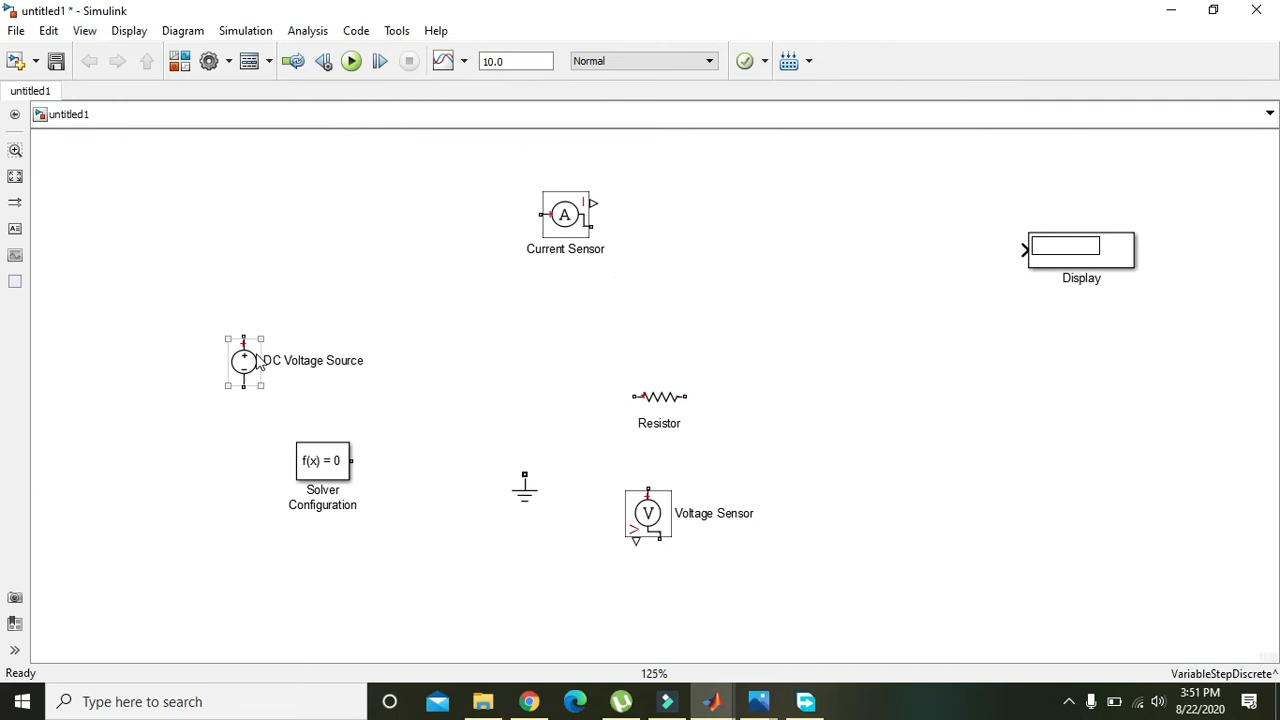 untitled1 * - Simulink
File Edit View Display Diagram Simulation Analysis Code Tools Help
10.0 Normal
untitled1
untitled1
A
Current Sensor
I
Display
DC Voltage Source
Resistor
f(x) = 0
Solver
Configuration
V
Voltage Sensor
Ready 125% VariableStepDiscrete^
Type here to search
3:51 PM
8/22/2020